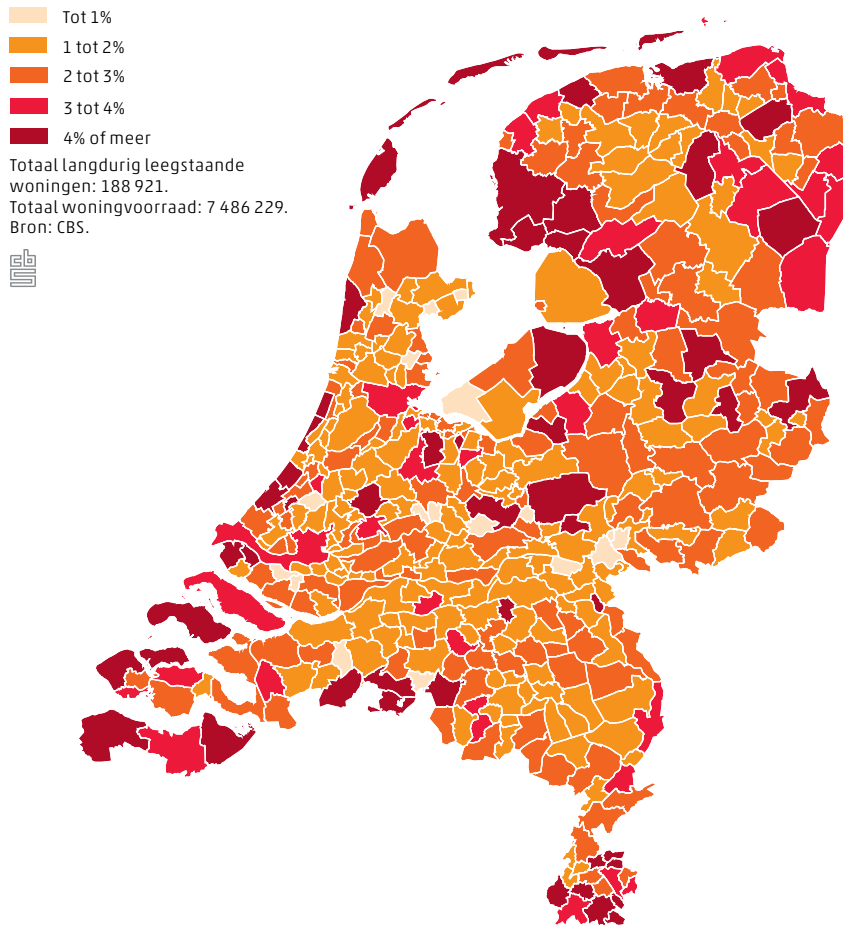 Tot 1%
1 tot 2%
2 tot 3%
3 tot 4%
4% of meer
Totaal langdurig leegstaande
woningen: 188 921.
Totaal woningvoorraad: 7 486 229.
Bron: CBS.
cbs